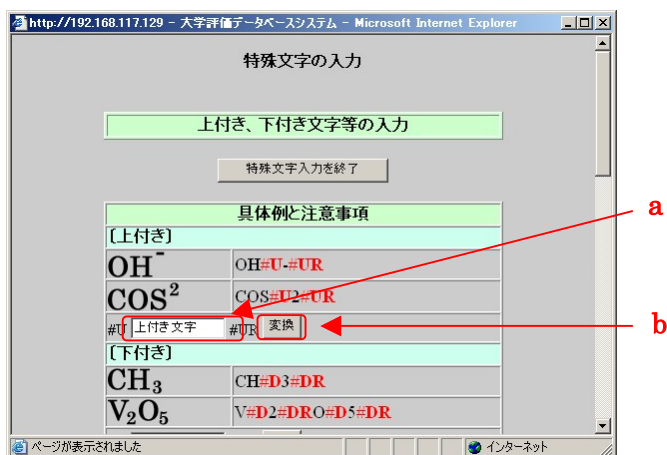 http://192.168.117.129 - 大学評価データベースシステム - Microsoft Internet Explorer
特殊文字の入力
上付き、下付き文字等の入力
特殊文字入力を終了
具体例と注意事項
a
〔上付き〕
OH⁻ OH#U-#UR
COS² COS#U2#UR
#U 上付き文字 #UR 変換
b
〔下付き〕
CH₃ CH#D3#DR
V₂O₅ V#D2#DRO#D5#DR
ページが表示されました インターネット